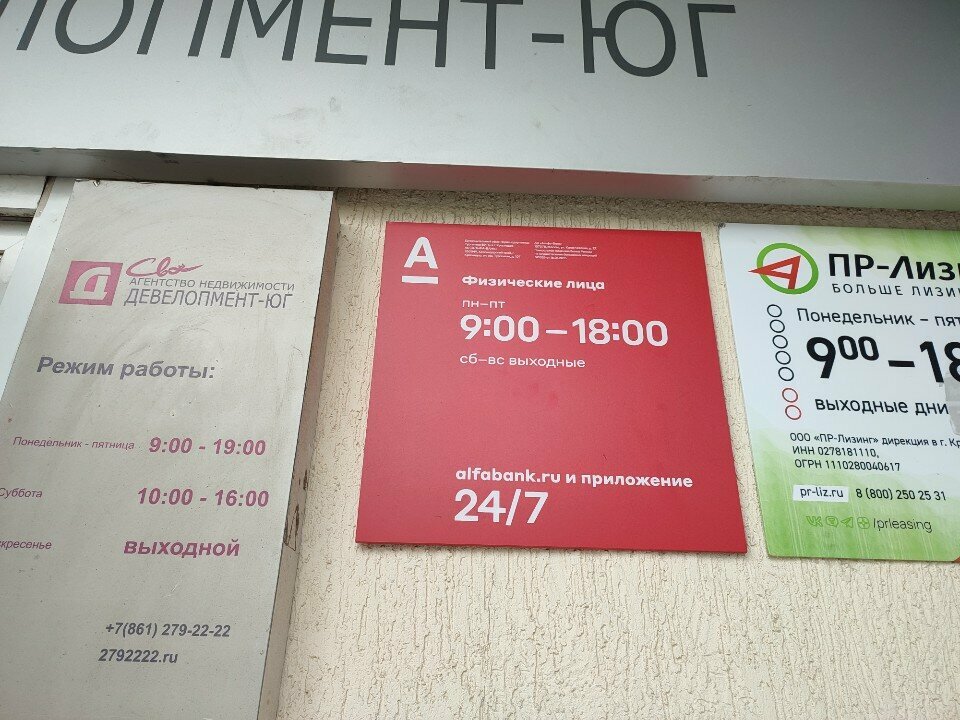 ЛОПМЕНТ-ЮГ
Своё
АГЕНТСТВО НЕДВИЖИМОСТИ
ДЕВЕЛОПМЕНТ-ЮГ
Режим работы:
Понедельник - пятница 9:00 - 19:00
Суббота 10:00 - 16:00
кресенье выходной
+7(861) 279-22-22
2792222.ru
А
Физические лица
пн–пт
9:00 – 18:00
сб–вс выходные
alfabank.ru и приложение
24/7
ПР-Лизи
БОЛЬШЕ ЛИЗИ
Понедельник - пят
900 – 18
выходные дни
ООО «ПР-Лизинг» дирекция в г. Кр
ИНН 0278181110,
ОГРН 1110280040617
pr-liz.ru 8 (800) 250 25 31
/prleasing